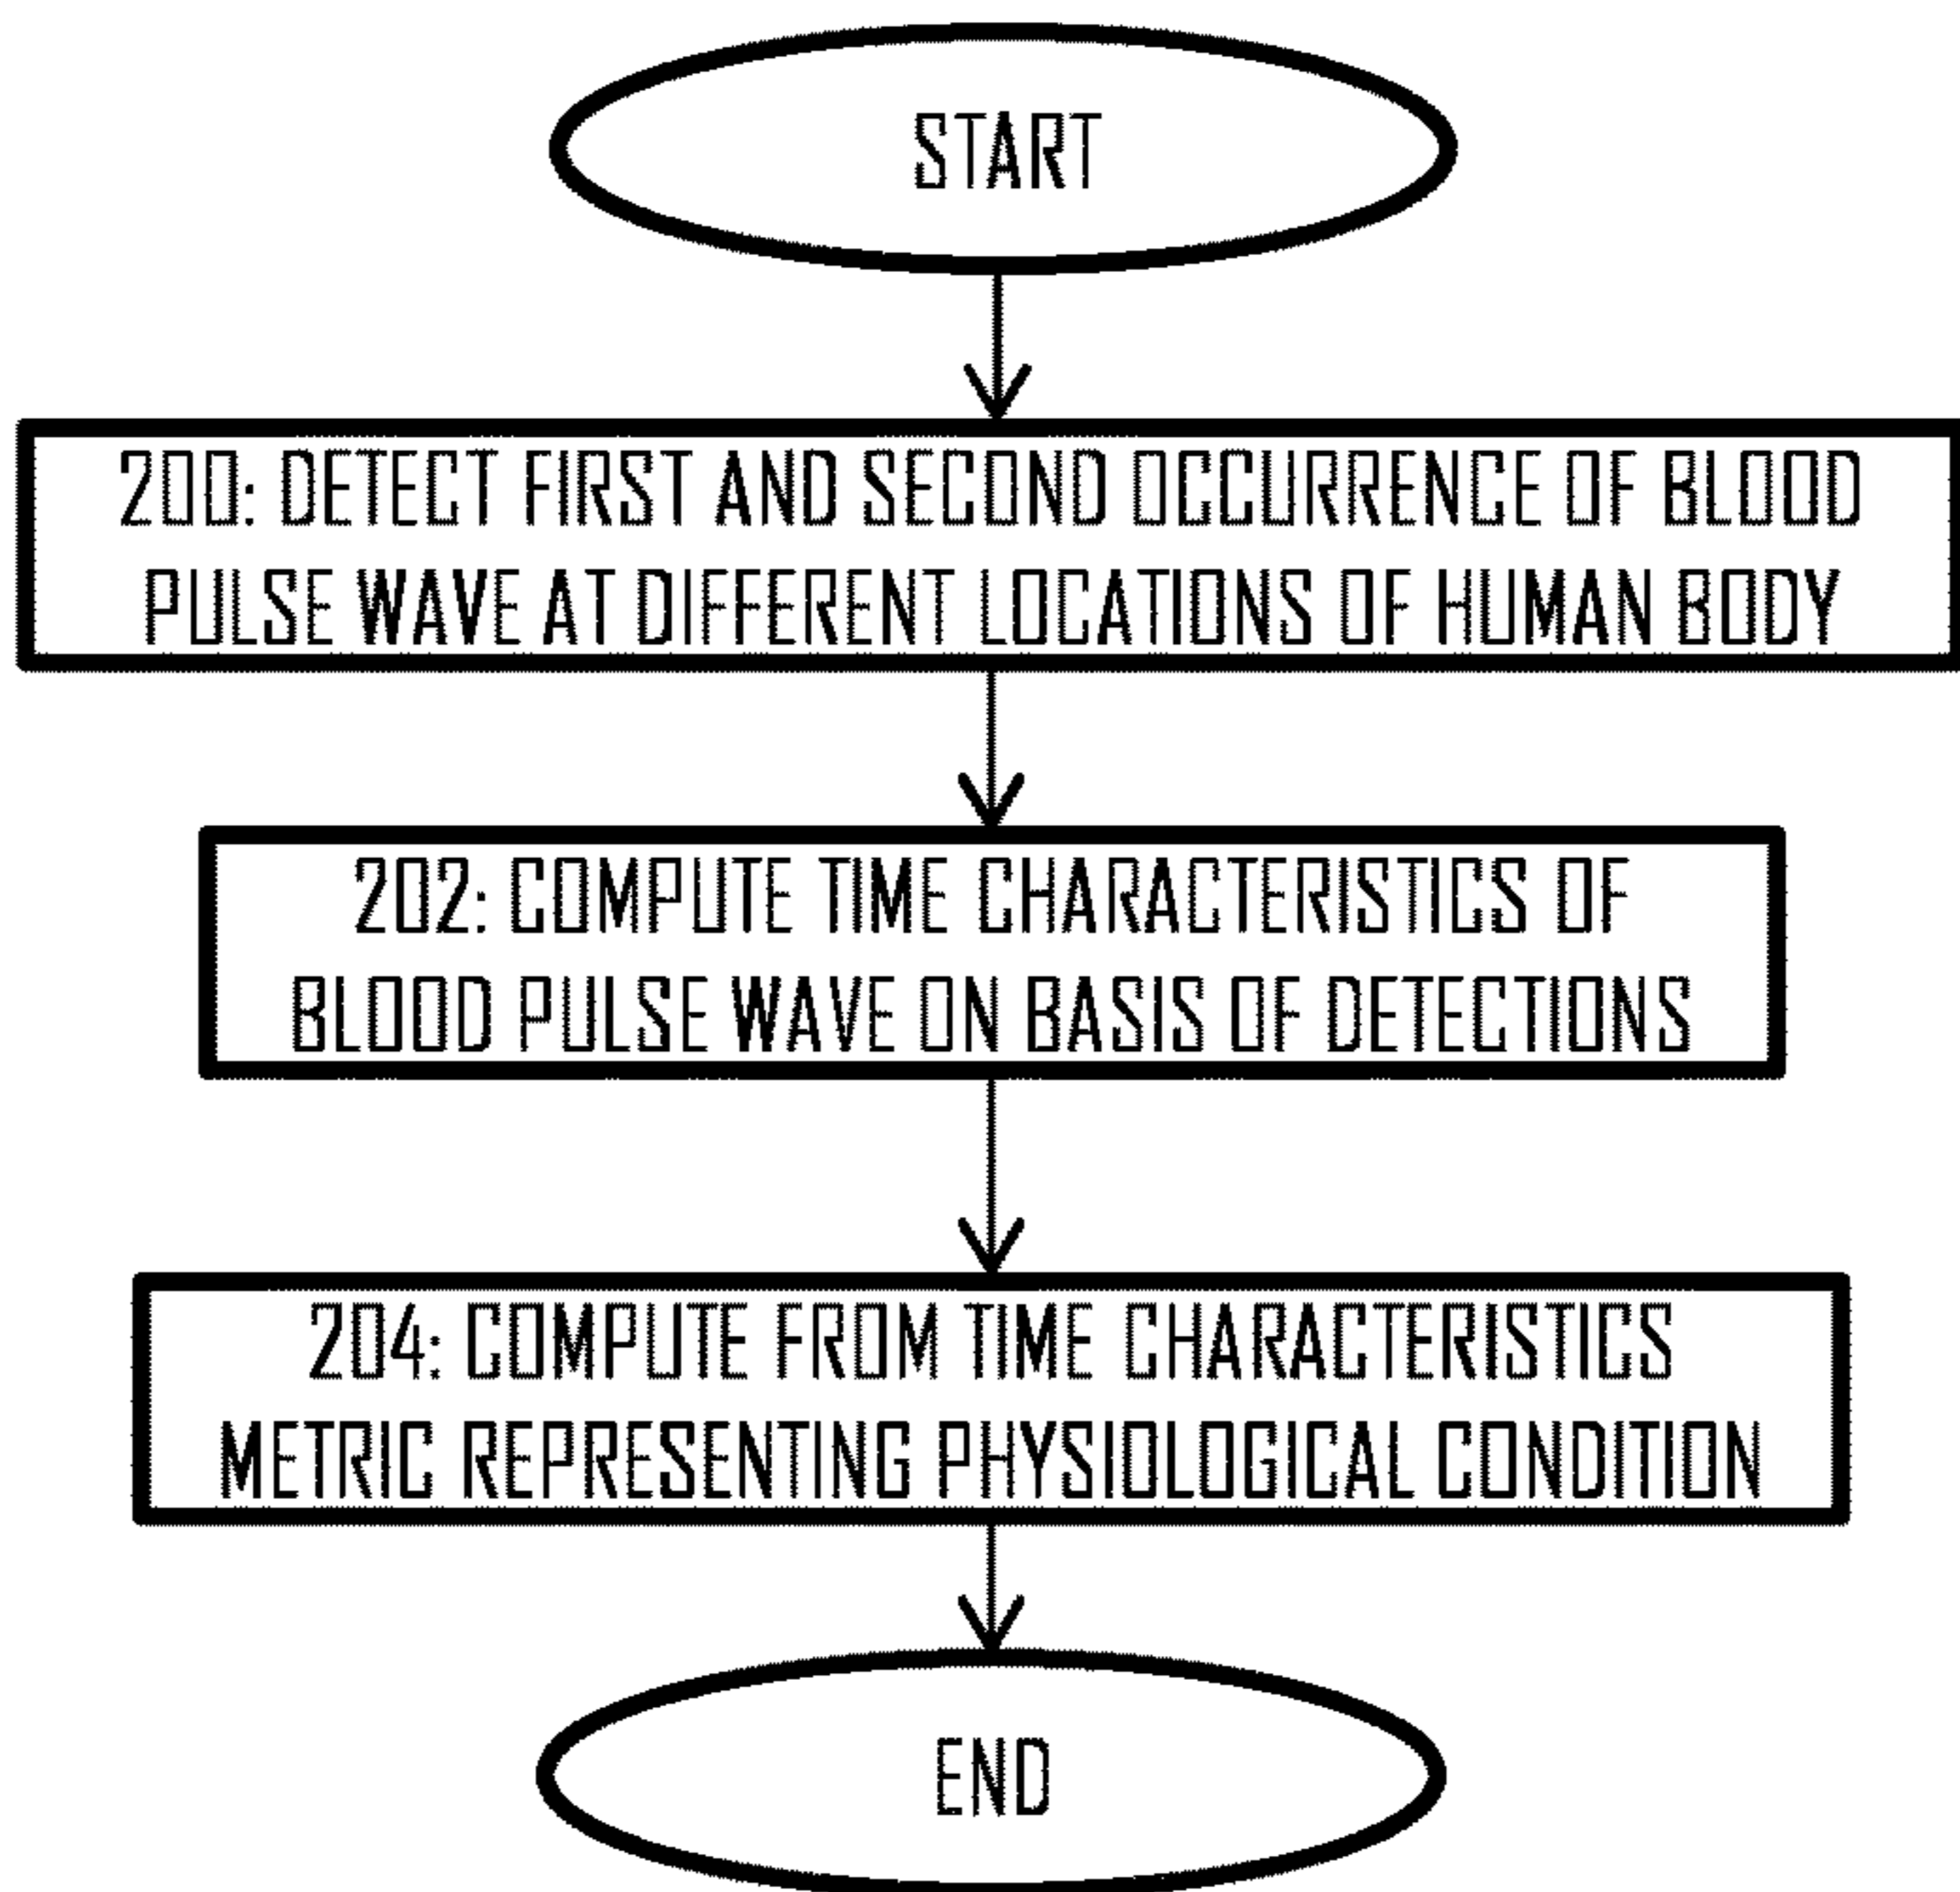 START
200: DETECT FIRST AND SECOND OCCURRENCE OF BLOOD
PULSE WAVE AT DIFFERENT LOCATIONS OF HUMAN BODY
202: COMPUTE TIME CHARACTERISTICS OF
BLOOD PULSE WAVE ON BASIS OF DETECTIONS
204: COMPUTE FROM TIME CHARACTERISTICS
METRIC REPRESENTING PHYSIOLOGICAL CONDITION
END